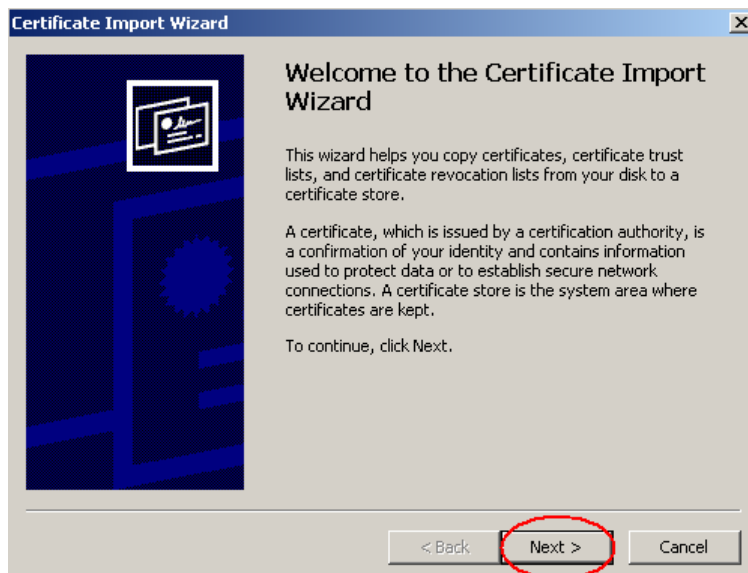 Certificate Import Wizard
Welcome to the Certificate Import
Wizard
This wizard helps you copy certificates, certificate trust
lists, and certificate revocation lists from your disk to a
certificate store.
A certificate, which is issued by a certification authority, is
a confirmation of your identity and contains information
used to protect data or to establish secure network
connections. A certificate store is the system area where
certificates are kept.
To continue, click Next.
< Back Next > Cancel